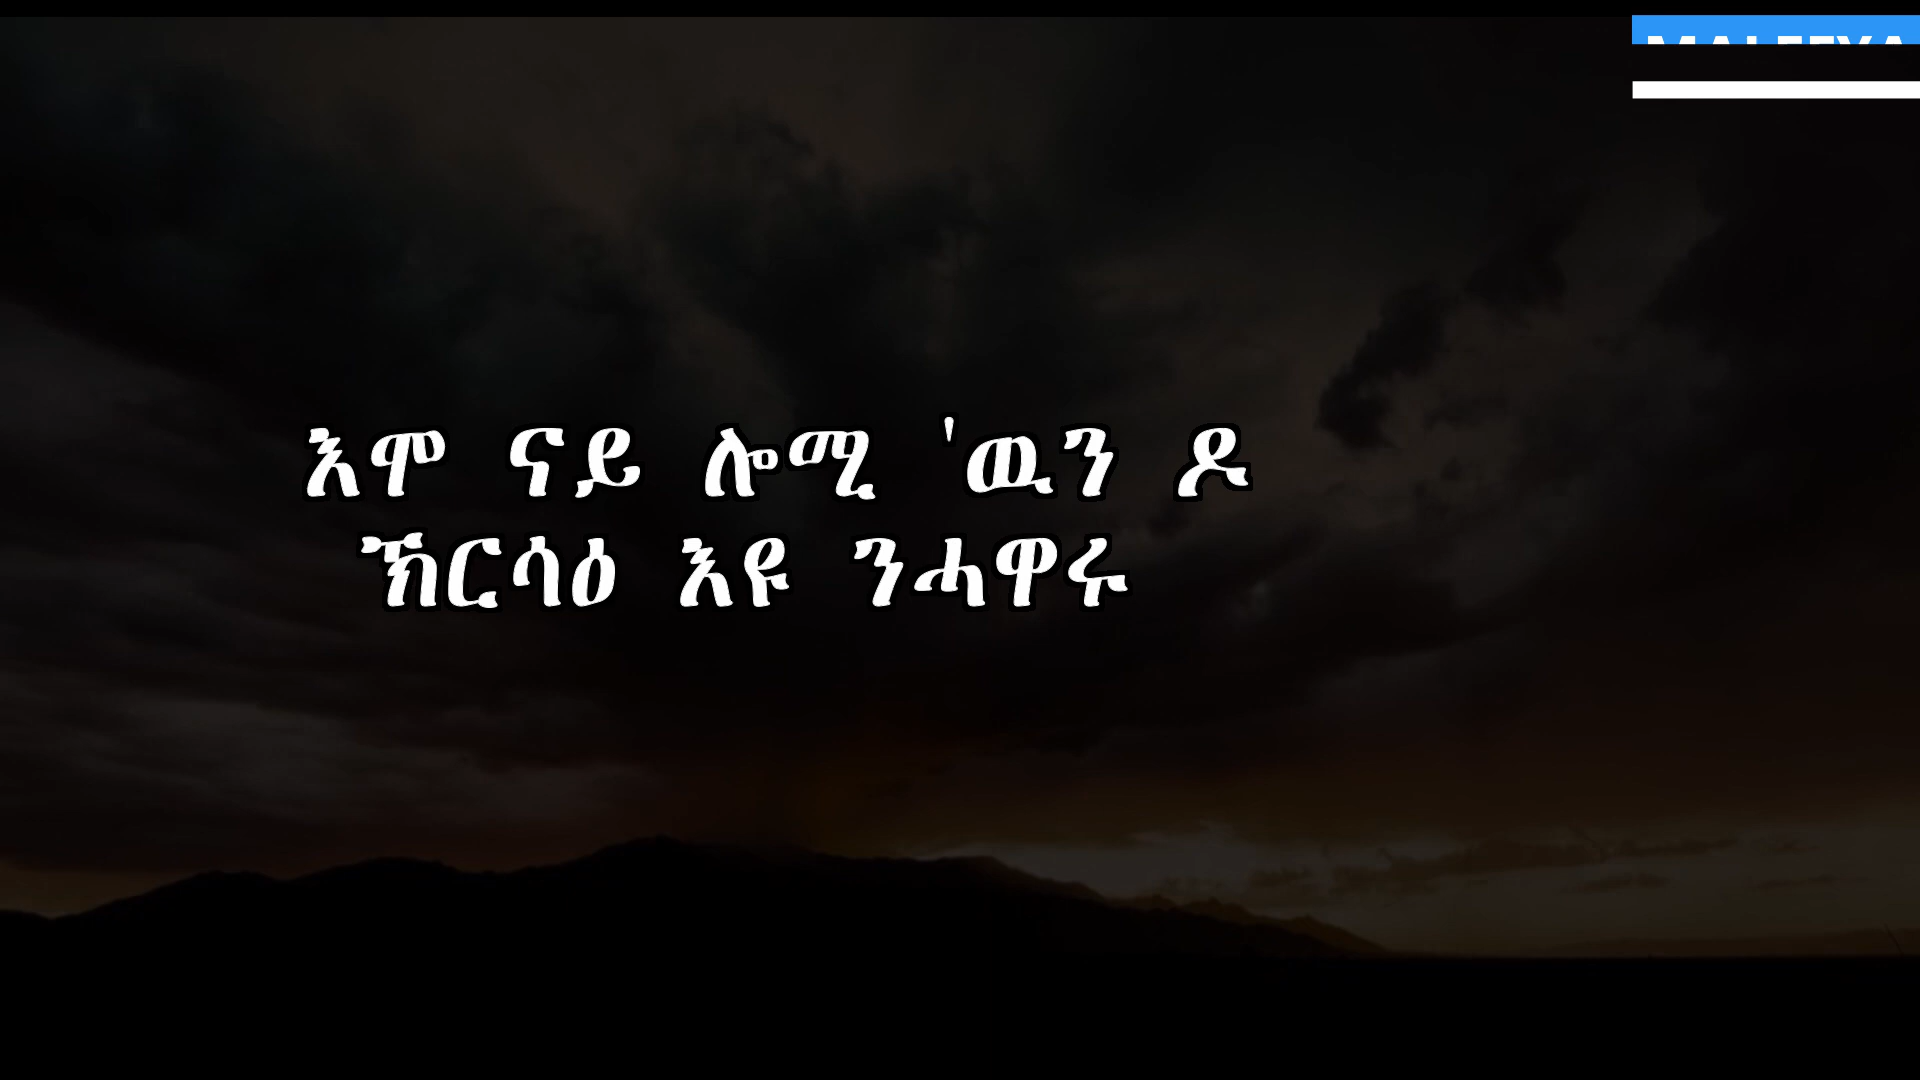 እሞ ናይ ሎሚ 'ዉን ዶ
ኽርሳዕ እዩ ንሓዋሩ